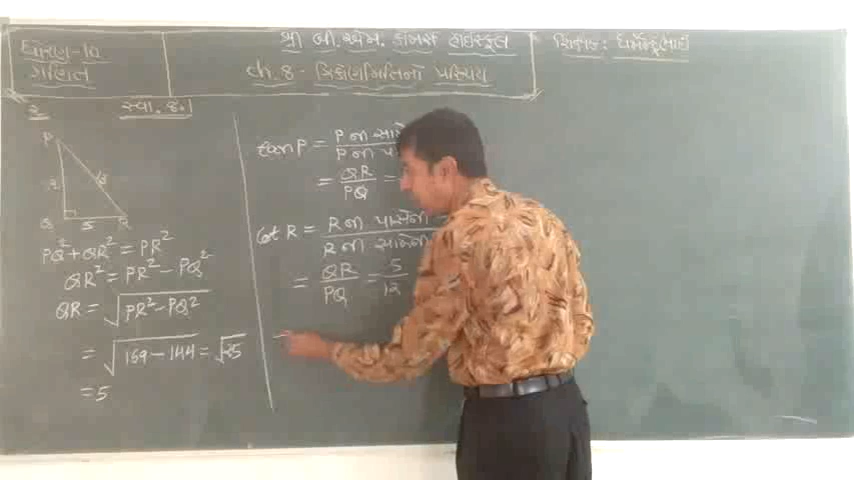 ધોરણ-10
ગણિત
શ્રી બી. એમ. કોમર્સ હાઈસ્કૂલ
ch. 8 - ત્રિકોણમિતિનો પરિચય
શિક્ષક : ધર્મેન્દ્રભાઈ
૨
સ્વા. 8.1
P
13
Q 5 R
PQ² + QR² = PR²
QR² = PR² - PQ²
QR = √PR² - PQ²
= √169 - 144 = √25
= 5
tan P = P ના સામે
P ના પા
= QR/PQ =
Cot R = R ના પાસેની
R ના સામેની
= QR/PQ = 5/12